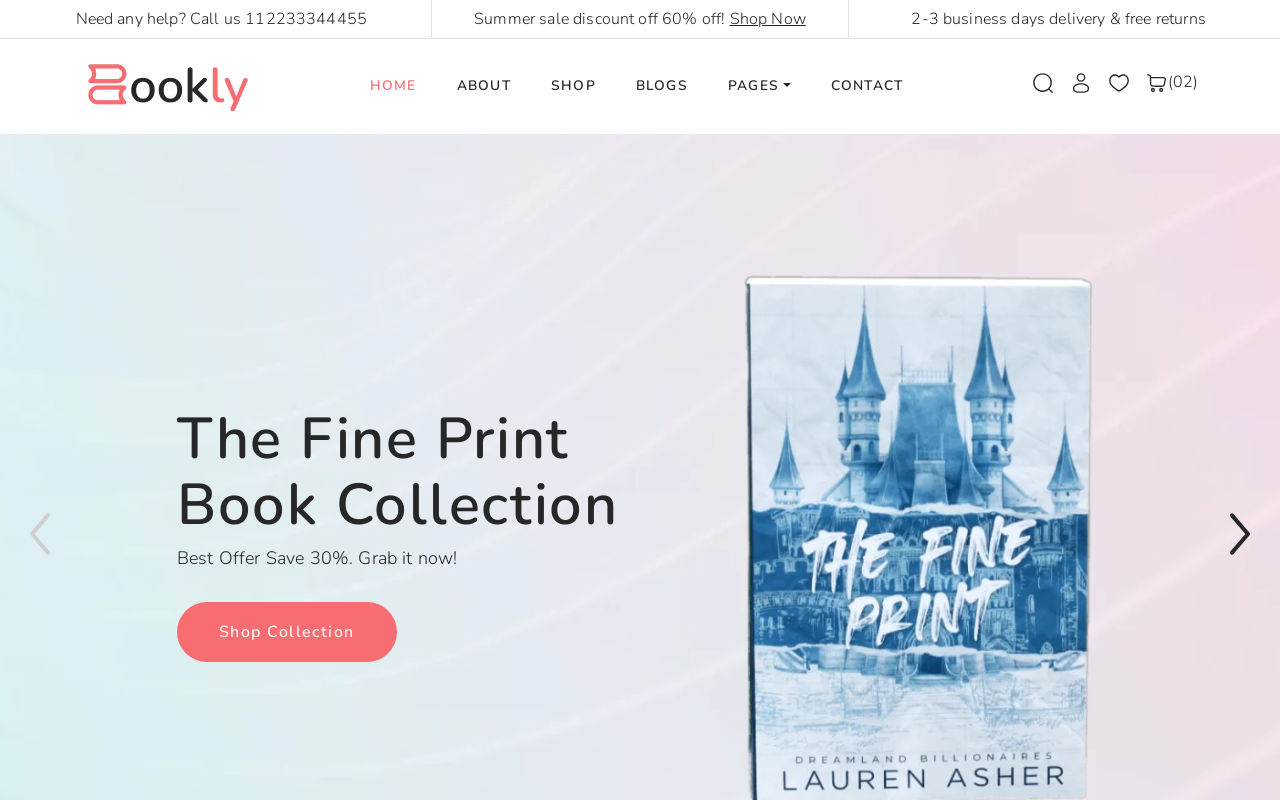 Need any help? Call us 112233344455
Summer sale discount off 60% off! Shop Now
2-3 business days delivery & free returns
Bookly
HOME
ABOUT
SHOP
BLOGS
PAGES
CONTACT
(02)
The Fine Print
Book Collection
Best Offer Save 30%. Grab it now!
Shop Collection
THE FINE
PRINT
DREAMLAND BILLIONAIRES
LAUREN ASHER